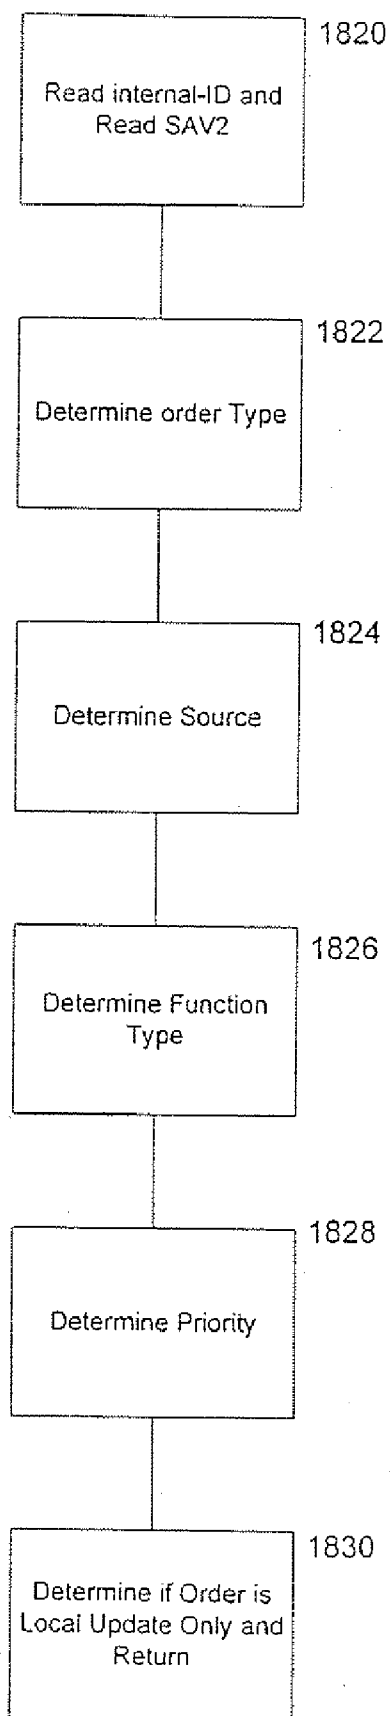 1820
Read internal-ID and
Read SAV2
1822
Determine order Type
1824
Determine Source
1826
Determine Function
Type
1828
Determine Priority
1830
Determine if Order is
Local Update Only and
Return